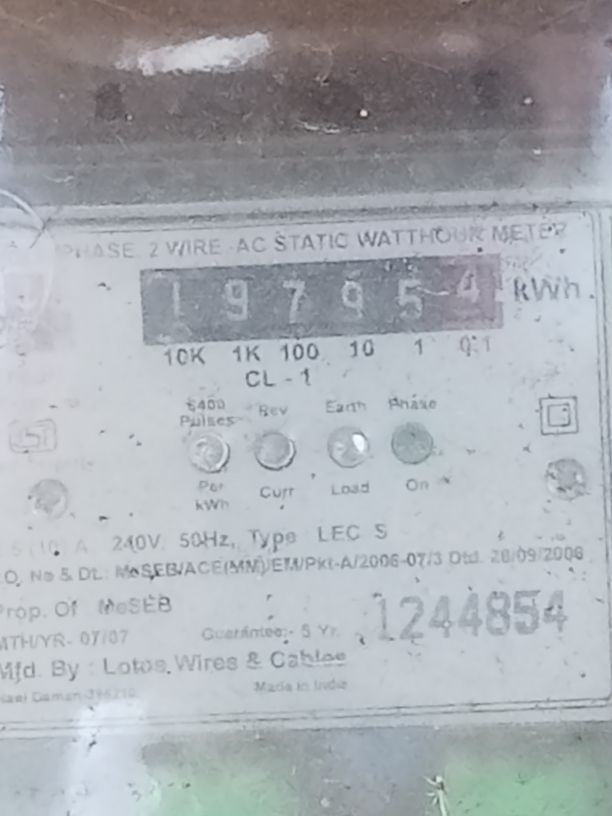 PHASE 2 WIRE AC STATIC WATTHOUR METER
1 9 7 9 5 4 kWh
10K 1K 100 10 1 0.1
CL - 1
6400 Pulses Rev Earth Phase
Per kWh Curr Load On
240V, 50Hz, Type LEC S
O. No & DL: MeSEB/ACE(MM)/EM/Pkt-A/2006-07/3 Dtd. 28/09/2006
Prop. Of MeSEB
MTH/YR- 07/07 Guarantee:- 5 Yr. 1244854
Mfd. By : Lotus Wires & Cables
Made in India